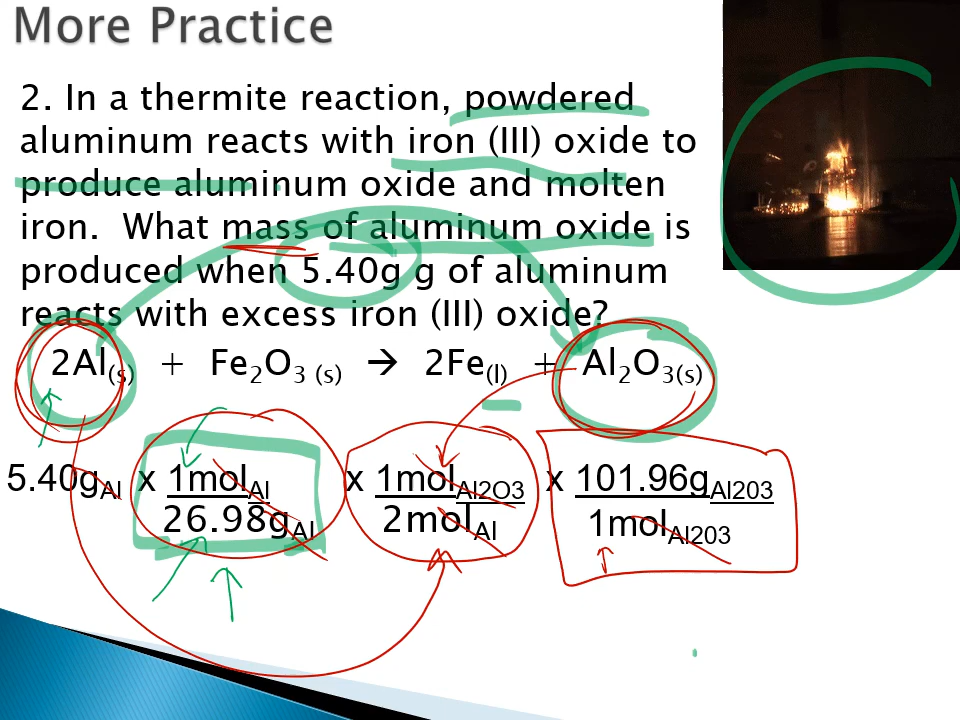 More Practice
2. In a thermite reaction, powdered
aluminum reacts with iron (III) oxide to
produce aluminum oxide and molten
iron. What mass of aluminum oxide is
produced when 5.40g g of aluminum
reacts with excess iron (III) oxide?
2Al(s) + Fe2O3 (s) → 2Fe(l) + Al2O3(s)
5.40gAl x 1molAl x 1molAl2O3 x 101.96gAl203
26.98gAl 2molAl 1molAl203